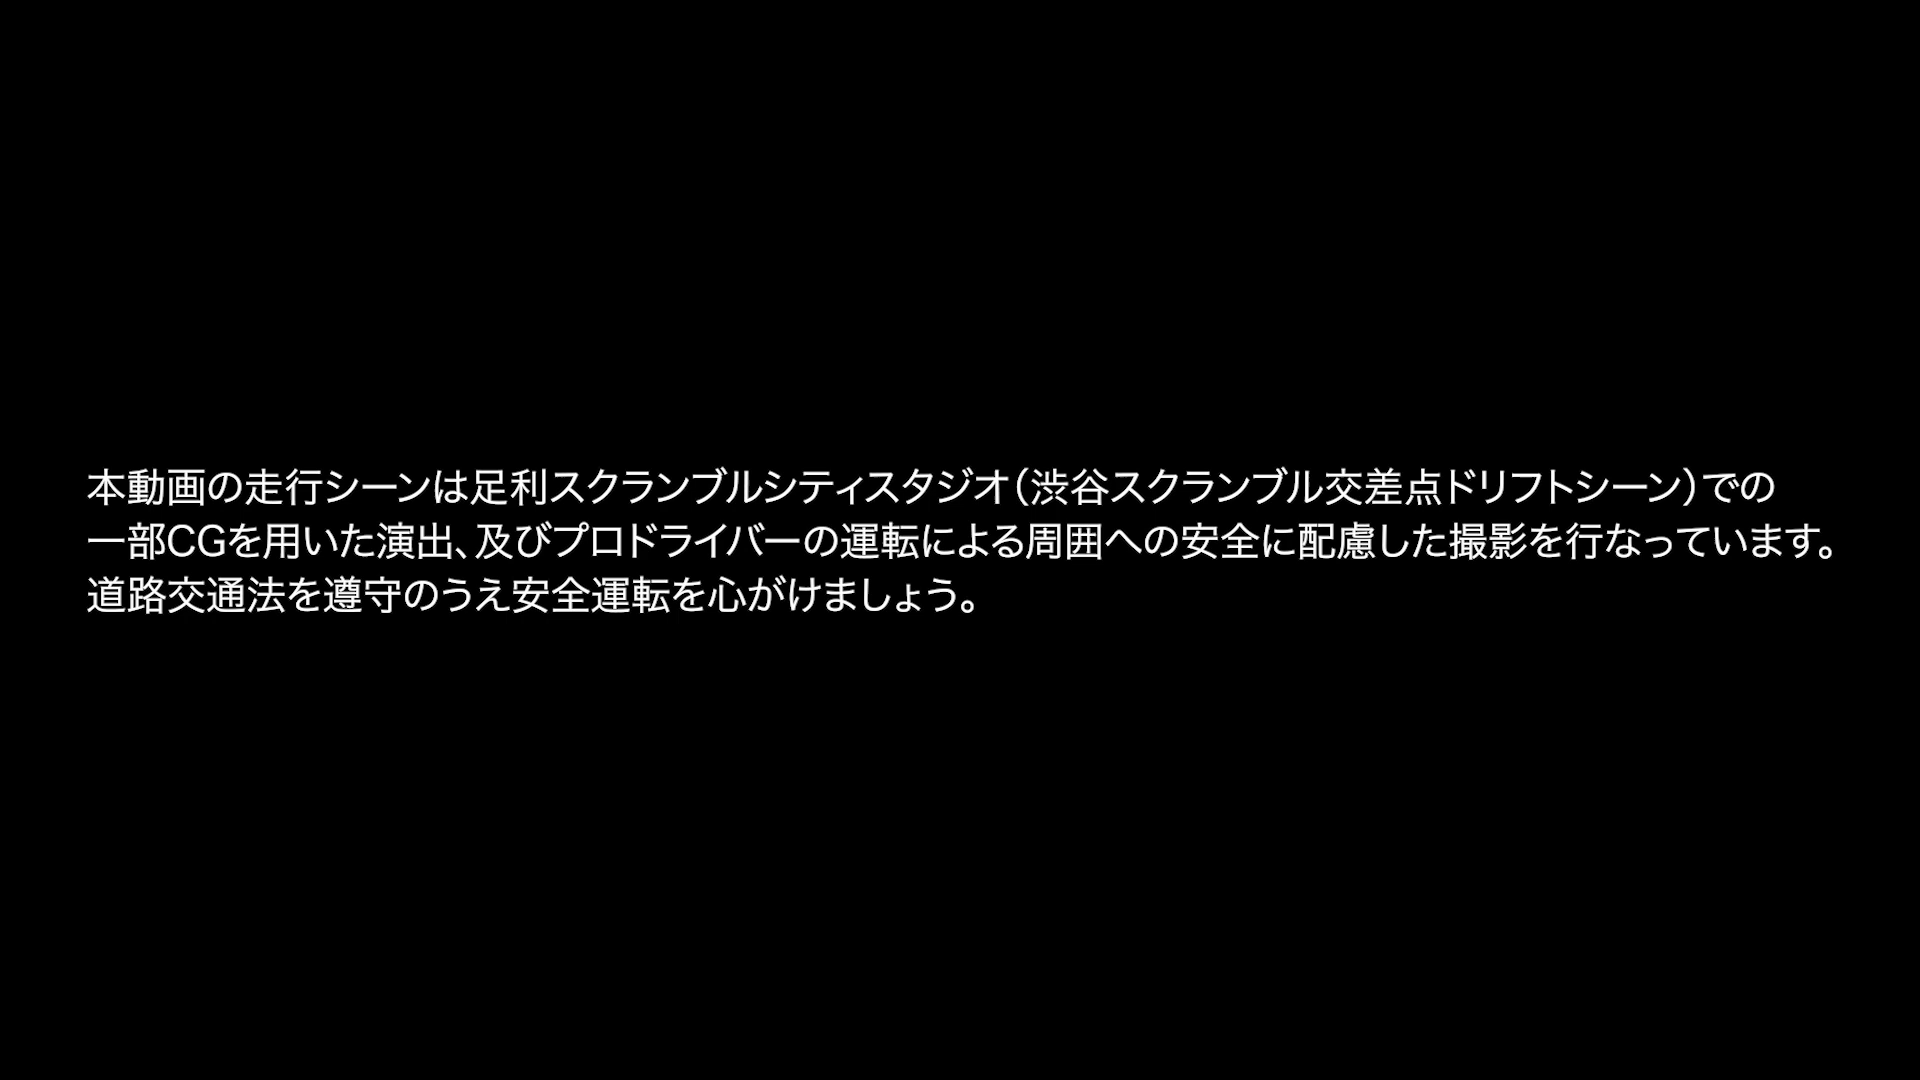 本動画の走行シーンは足利スクランブルシティスタジオ（渋谷スクランブル交差点ドリフトシーン）での
一部CGを用いた演出、及びプロドライバーの運転による周囲への安全に配慮した撮影を行なっています。
道路交通法を遵守のうえ安全運転を心がけましょう。